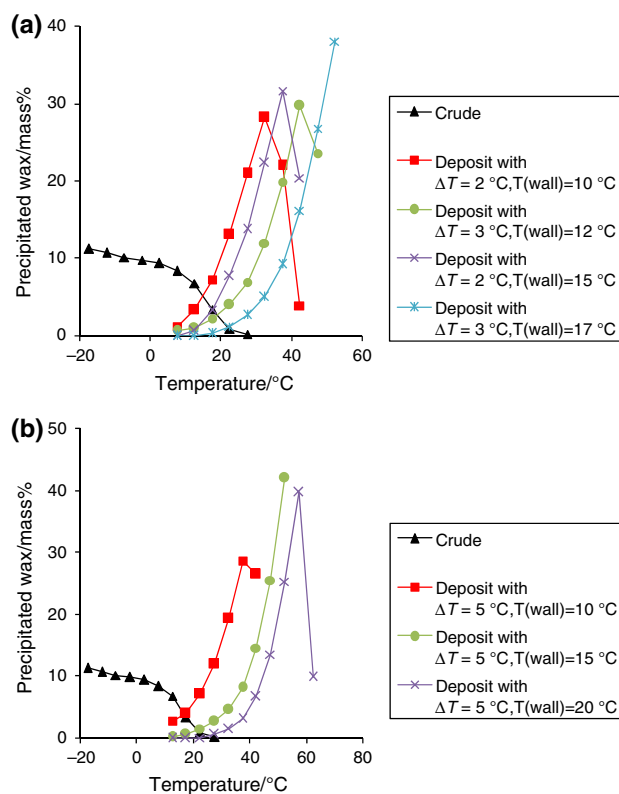 (a)
40
30
20
10
0
Precipitated wax/mass%
–20
0
20
40
60
Temperature/°C
Crude
Deposit with
ΔT = 2 °C,T(wall)=10 °C
Deposit with
ΔT = 3 °C,T(wall)=12 °C
Deposit with
ΔT = 2 °C,T(wall)=15 °C
Deposit with
ΔT = 3 °C,T(wall)=17 °C
(b)
50
40
30
20
10
0
Precipitated wax/mass%
–20
0
20
40
60
80
Temperature/°C
Crude
Deposit with
ΔT = 5 °C,T(wall)=10 °C
Deposit with
ΔT = 5 °C,T(wall)=15 °C
Deposit with
ΔT = 5 °C,T(wall)=20 °C